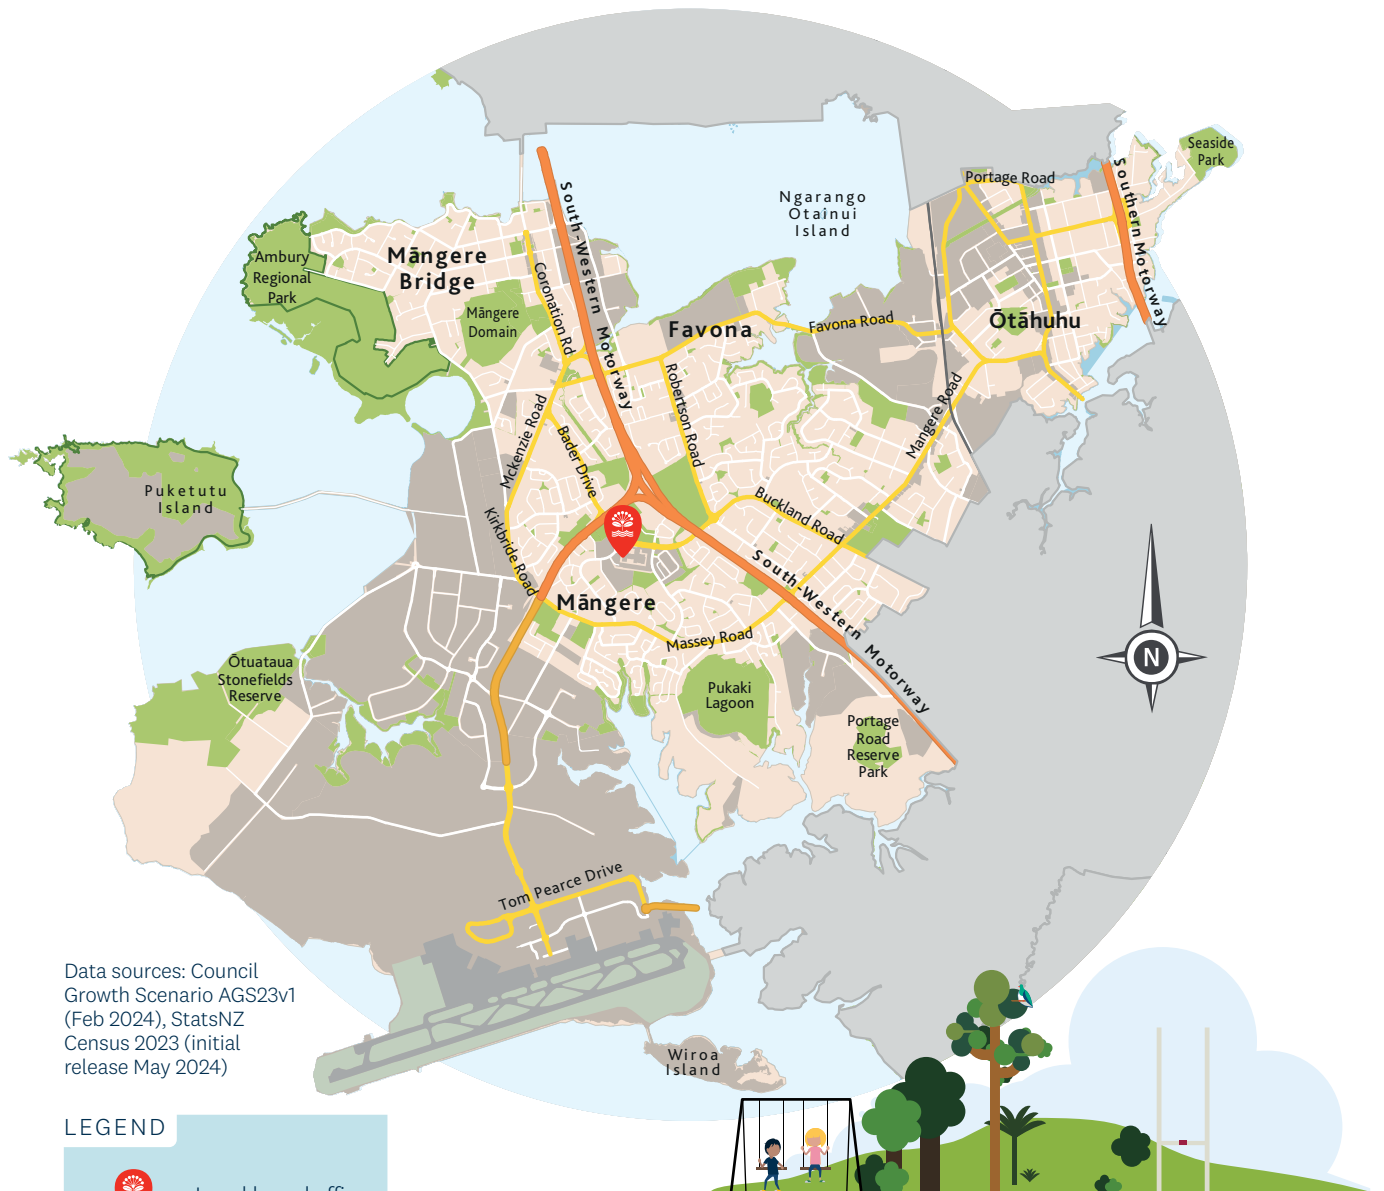 Seaside
Park
Portage Road
Southern Motorway
Ngarango
Otainui
Island
South-Western Motorway
Māngere
Bridge
Ambury
Regional
Park
Coronation Rd
Māngere
Domain
Favona
Favona Road
Ōtāhuhu
Robertson Road
Mangere Road
Mckenzie Road
Bader Drive
Puketutu
Island
Buckland Road
Kirkbride Road
South-Western Motorway
Māngere
Massey Road
N
Ōtuataua
Stonefields
Reserve
Pukaki
Lagoon
Portage
Road
Reserve
Park
Tom Pearce Drive
Data sources: Council
Growth Scenario AGS23v1
(Feb 2024), StatsNZ
Census 2023 (initial
release May 2024)
Wiroa
Island
LEGEND